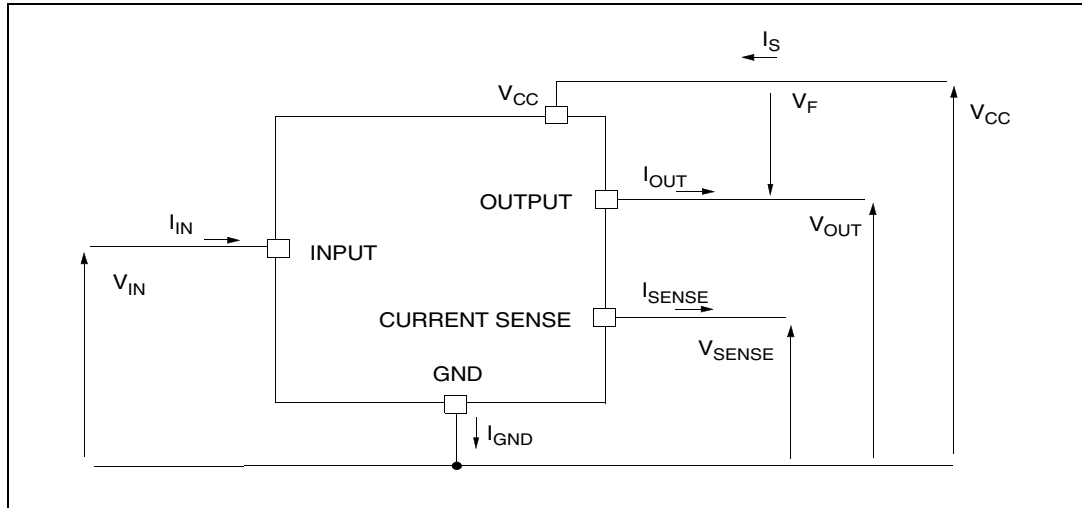 I_S
V_CC
V_F
V_CC
I_OUT
OUTPUT
V_OUT
I_IN
INPUT
V_IN
I_SENSE
CURRENT SENSE
V_SENSE
GND
I_GND